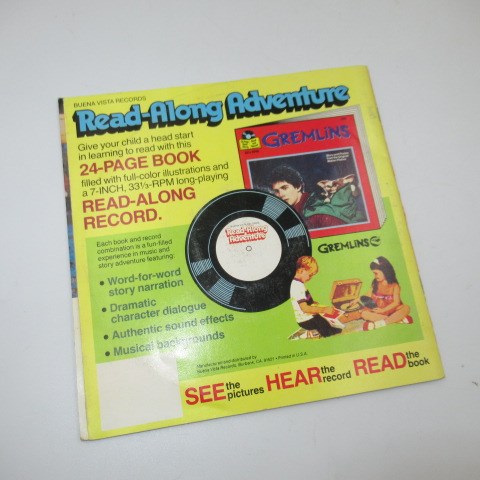 BUENA VISTA RECORDS
Read-Along Adventure
Give your child a head start
in learning to read with this
24-PAGE BOOK
filled with full-color illustrations and
a 7-INCH, 33⅓-RPM long-playing
READ-ALONG
RECORD.
Each book and record
combination is a fun-filled
experience in music and
story adventure featuring:
• Word-for-word
story narration
• Dramatic
character dialogue
• Authentic sound effects
• Musical backgrounds
GREMLINS
Read-Along
Adventure
GREMLINS
SEE the pictures HEAR the record READ the book